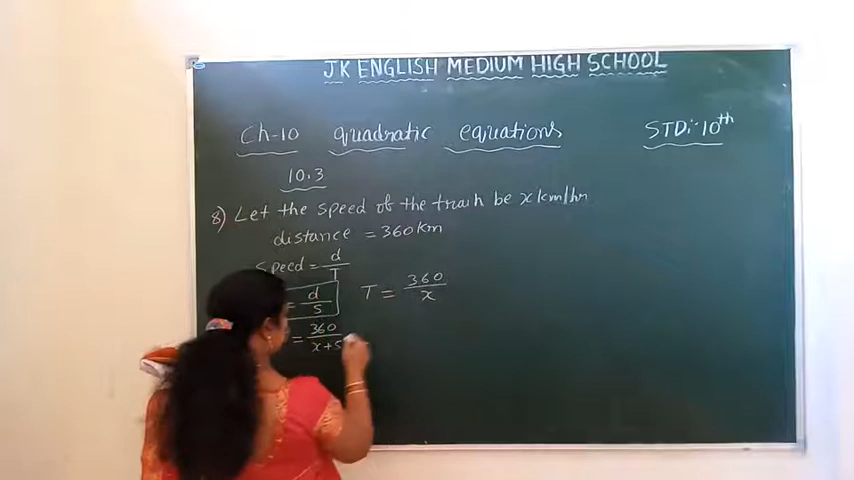 JK ENGLISH MEDIUM HIGH SCHOOL
Ch-10 quadratic equations STD:- 10th
10.3
8) Let the speed of the train be x km/hr
distance = 360 km
speed = d/T
= d/s T = 360/x
= 360/x+5